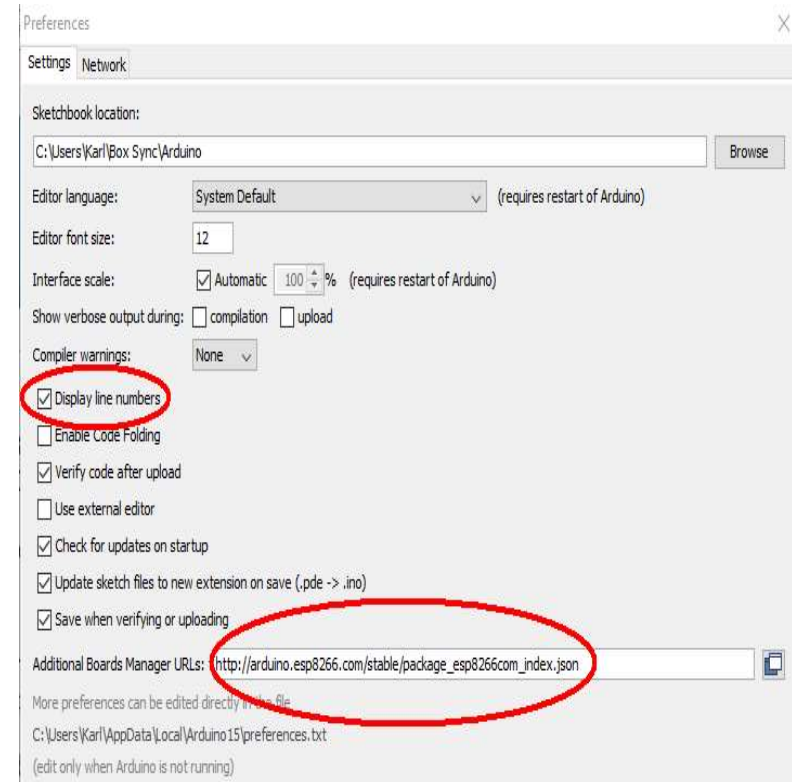 Preferences
Settings Network
Sketchbook location:
C:\Users\Karl\Box Sync\Arduino Browse
Editor language: System Default (requires restart of Arduino)
Editor font size: 12
Interface scale: Automatic 100 % (requires restart of Arduino)
Show verbose output during: compilation upload
Compiler warnings: None
Display line numbers
Enable Code Folding
Verify code after upload
Use external editor
Check for updates on startup
Update sketch files to new extension on save (.pde -> .ino)
Save when verifying or uploading
Additional Boards Manager URLs: http://arduino.esp8266.com/stable/package_esp8266com_index.json
More preferences can be edited directly in the file
C:\Users\Karl\AppData\Local\Arduino15\preferences.txt
(edit only when Arduino is not running)